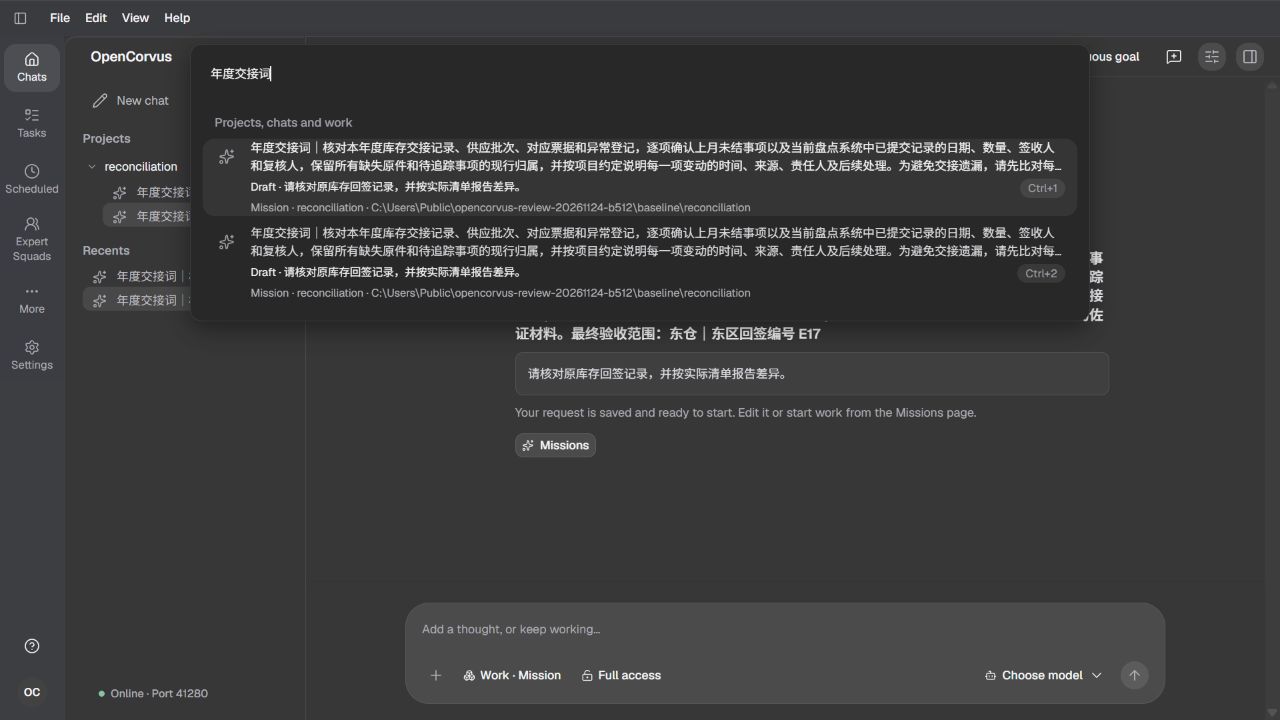 File Edit View Help
OpenCorvus
年度交接词
ous goal
Chats
New chat
Projects, chats and work
Tasks
Projects
年度交接词｜核对本年度库存交接记录、供应批次、对应票据和异常登记，逐项确认上月未结事项以及当前盘点系统中已提交记录的日期、数量、签收人
和复核人，保留所有缺失原件和待追踪事项的现行归属，并按项目约定说明每一项变动的时间、来源、责任人及后续处理。为避免交接遗漏，请先比对每...
Draft · 请核对原库存回签记录，并按实际清单报告差异。
Ctrl+1
Mission · reconciliation · C:\Users\Public\opencorvus-review-20261124-b512\baseline\reconciliation
reconciliation
Scheduled
年度交接词
年度交接词
年度交接词｜核对本年度库存交接记录、供应批次、对应票据和异常登记，逐项确认上月未结事项以及当前盘点系统中已提交记录的日期、数量、签收人
和复核人，保留所有缺失原件和待追踪事项的现行归属，并按项目约定说明每一项变动的时间、来源、责任人及后续处理。为避免交接遗漏，请先比对每...
Draft · 请核对原库存回签记录，并按实际清单报告差异。
Ctrl+2
Mission · reconciliation · C:\Users\Public\opencorvus-review-20261124-b512\baseline\reconciliation
Expert
Squads
Recents
年度交接词｜
年度交接词｜
More
Settings
事
踪
接
佐
证材料。最终验收范围：东仓｜东区回签编号 E17
请核对原库存回签记录，并按实际清单报告差异。
Your request is saved and ready to start. Edit it or start work from the Missions page.
Missions
Add a thought, or keep working...
Work · Mission
Full access
Choose model
OC
Online · Port 41280